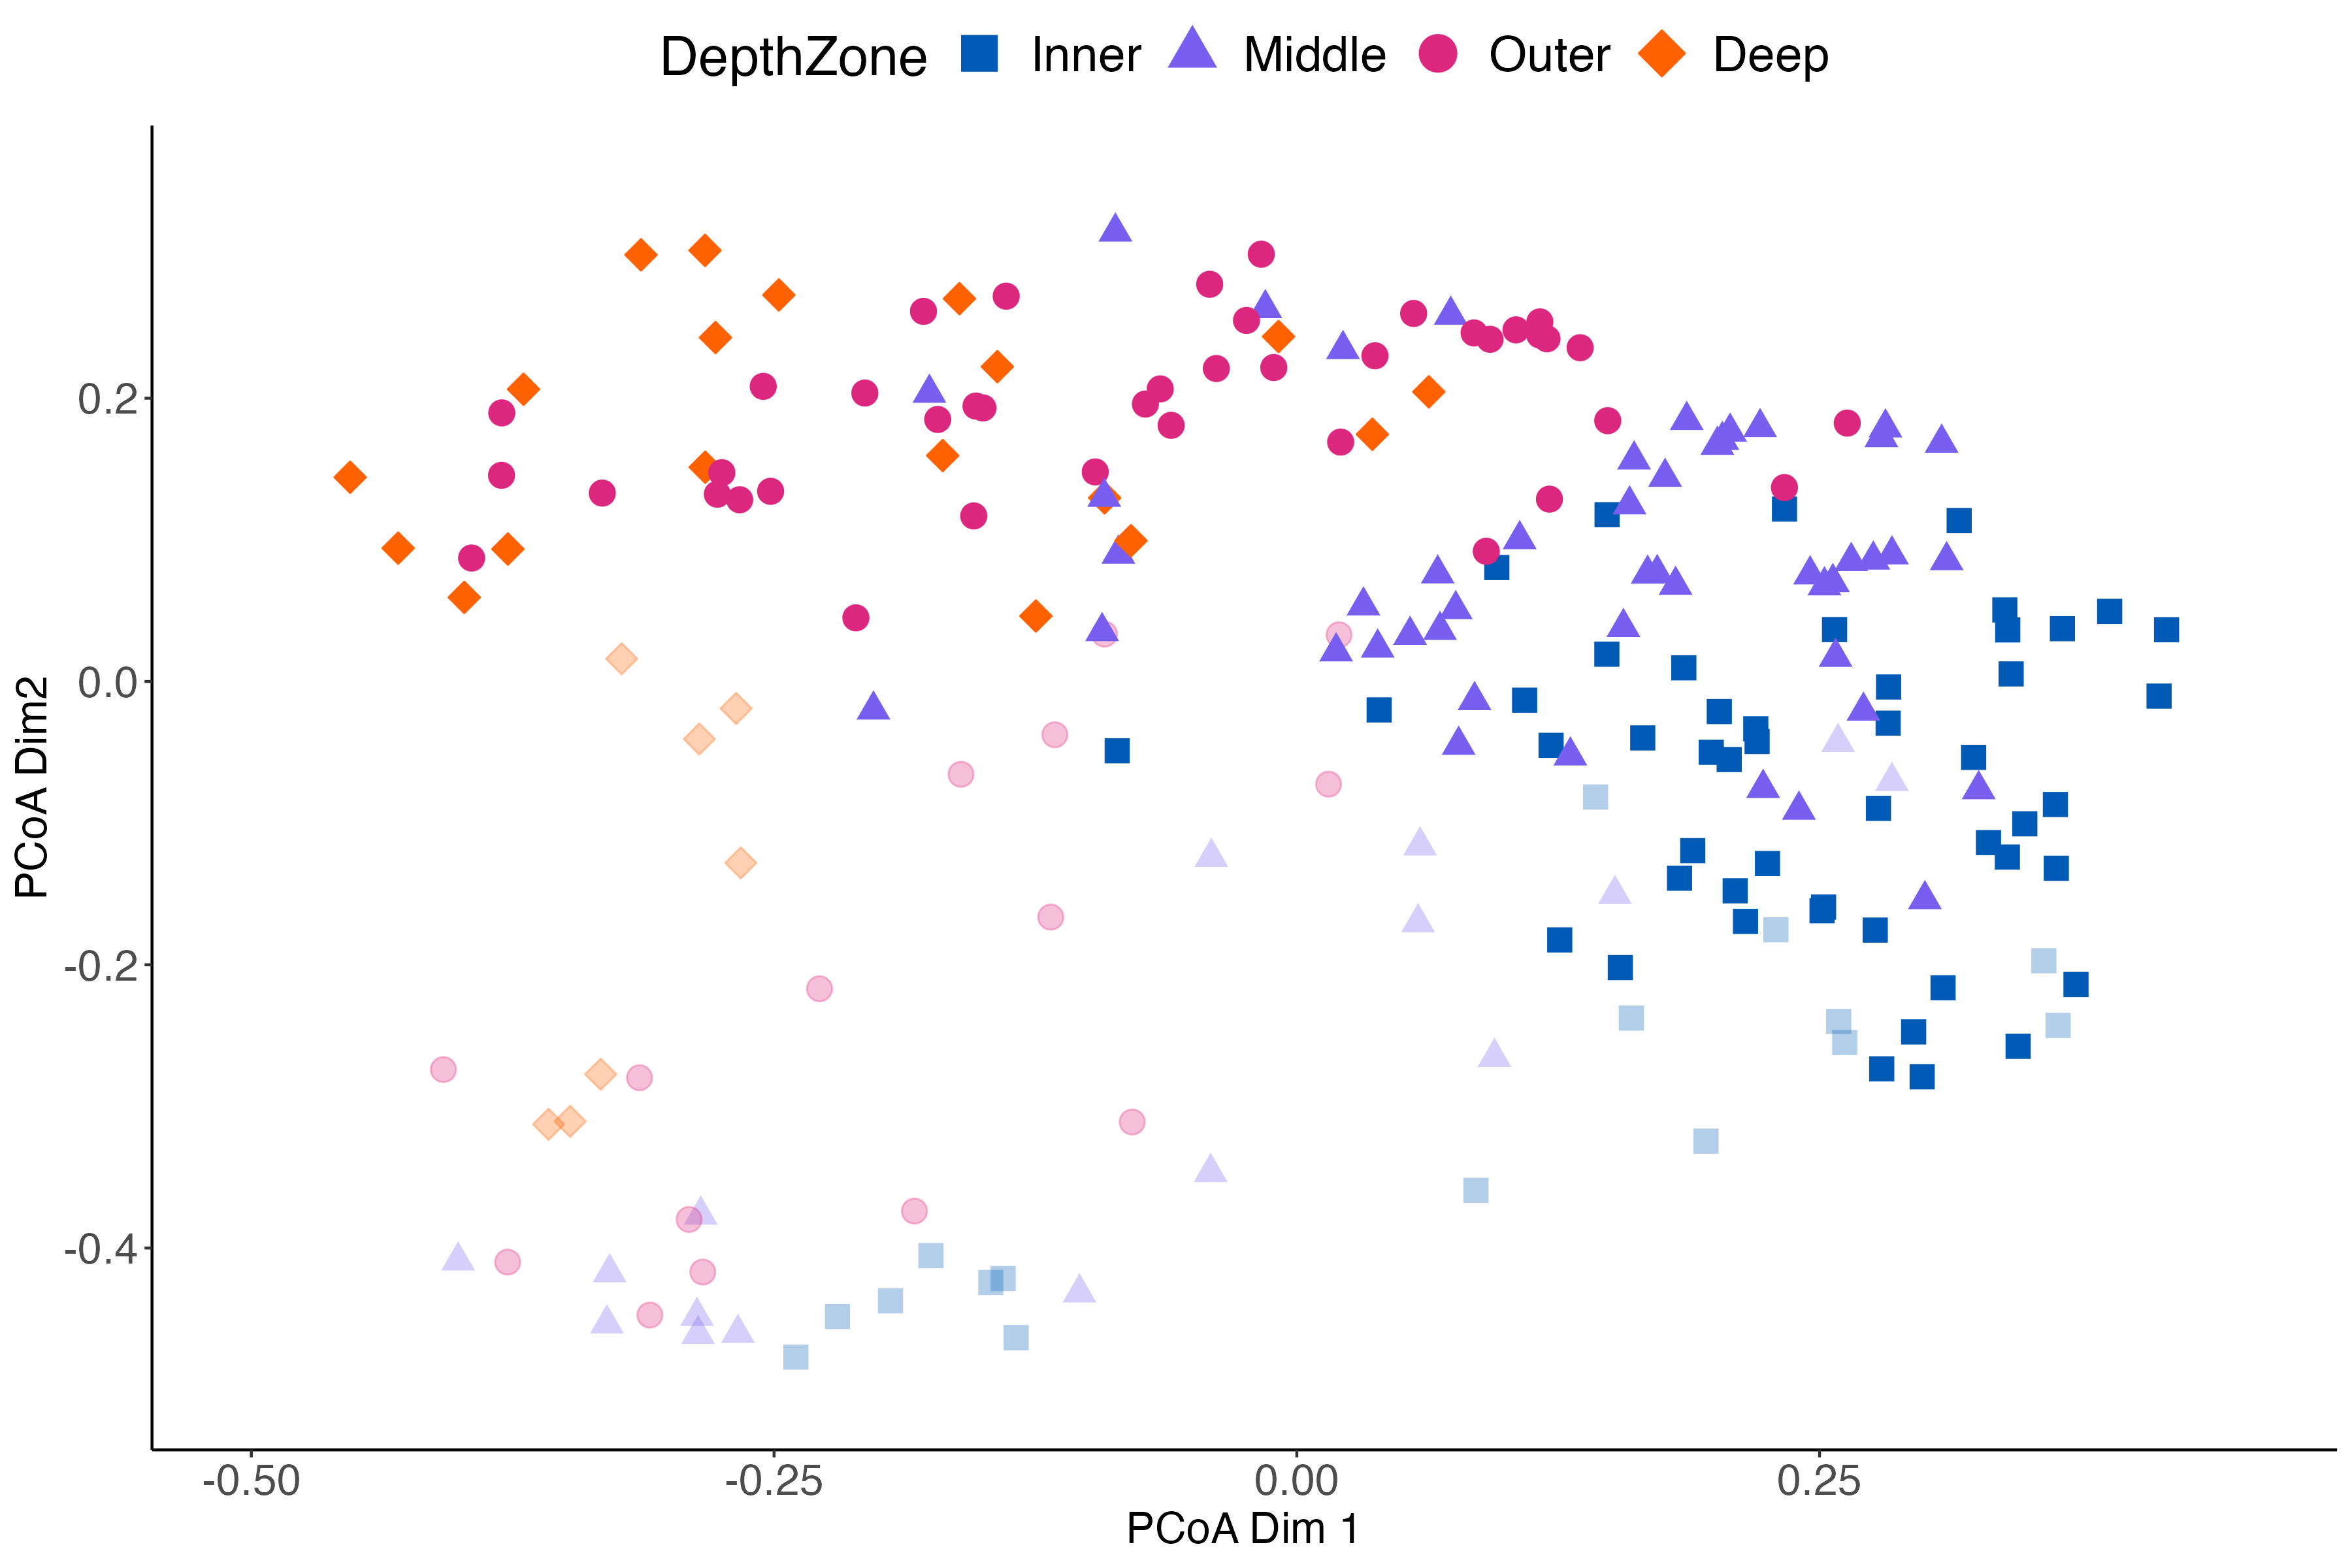 DepthZone Inner Middle Outer Deep
PCoA Dim2
0.2
0.0
-0.2
-0.4
-0.50 -0.25 0.00 0.25
PCoA Dim 1